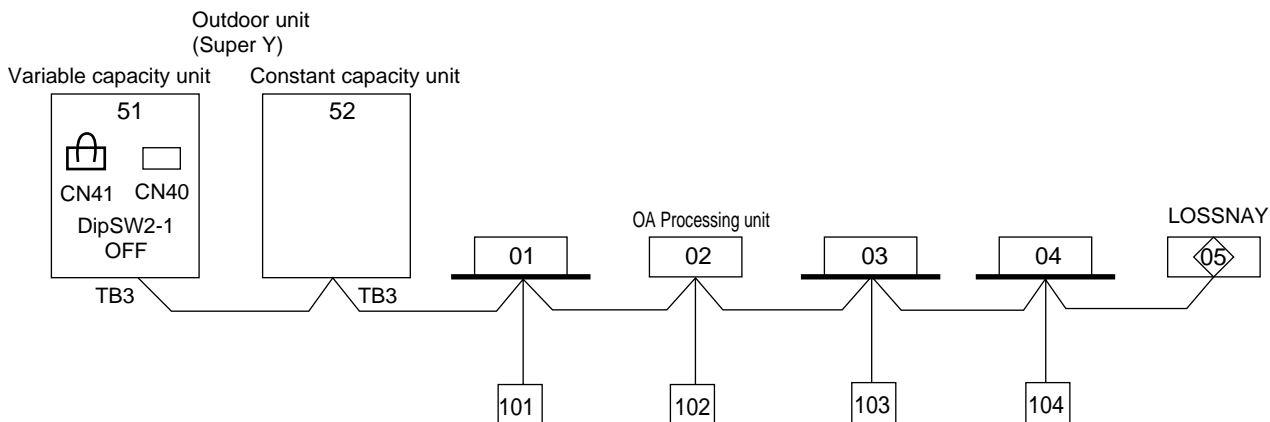 Outdoor unit
(Super Y)
Variable capacity unit
Constant capacity unit
51
52
CN41
CN40
DipSW2-1
OFF
TB3
TB3
01
OA Processing unit
02
03
04
LOSSNAY
05
101
102
103
104